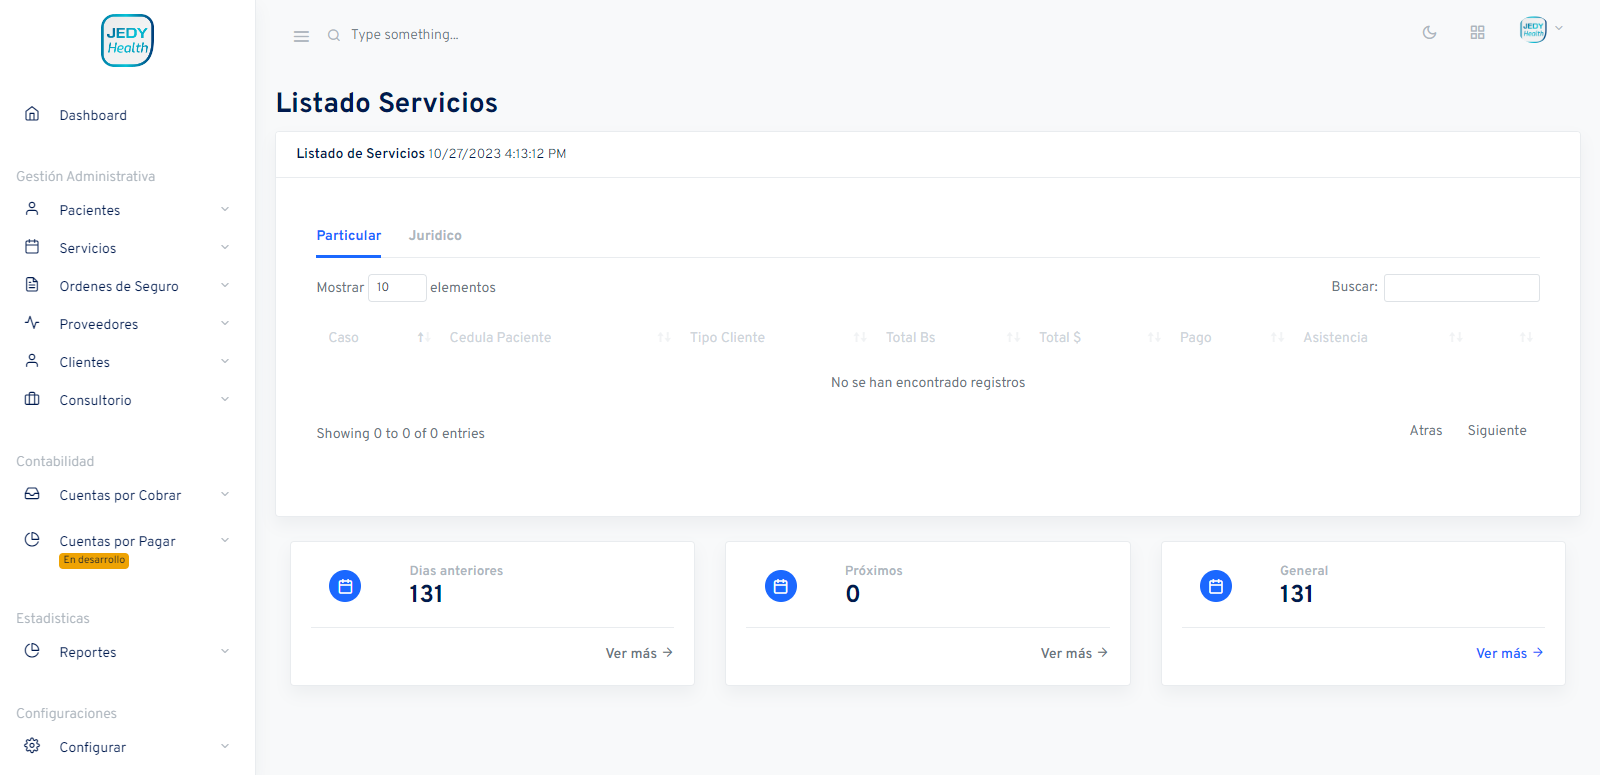 JEDY
Health
Type something...
JEDY
Health
Dashboard
Gestión Administrativa
Pacientes
Servicios
Ordenes de Seguro
Proveedores
Clientes
Consultorio
Contabilidad
Cuentas por Cobrar
Cuentas por Pagar
En desarrollo
Estadisticas
Reportes
Configuraciones
Configurar
Listado Servicios
Listado de Servicios 10/27/2023 4:13:12 PM
Particular Juridico
Mostrar 10 elementos Buscar:
Caso Cedula Paciente Tipo Cliente Total Bs Total $ Pago Asistencia
No se han encontrado registros
Showing 0 to 0 of 0 entries Atras Siguiente
Dias anteriores
131
Ver más
Próximos
0
Ver más
General
131
Ver más